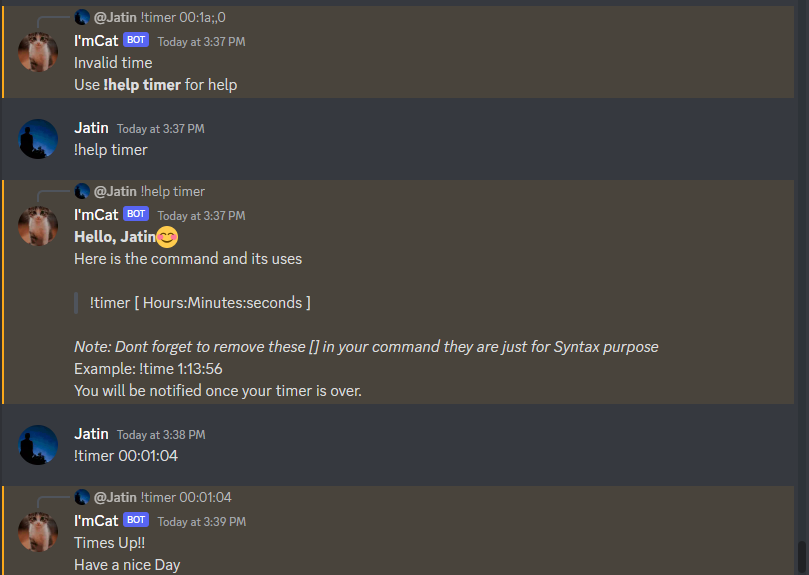 @Jatin !timer 00:1a;,0
I'mCat BOT Today at 3:37 PM
Invalid time
Use !help timer for help
Jatin Today at 3:37 PM
!help timer
@Jatin !help timer
I'mCat BOT Today at 3:37 PM
Hello, Jatin😊
Here is the command and its uses
!timer [ Hours:Minutes:seconds ]
Note: Dont forget to remove these [] in your command they are just for Syntax purpose
Example: !time 1:13:56
You will be notified once your timer is over.
Jatin Today at 3:38 PM
!timer 00:01:04
@Jatin !timer 00:01:04
I'mCat BOT Today at 3:39 PM
Times Up!!
Have a nice Day